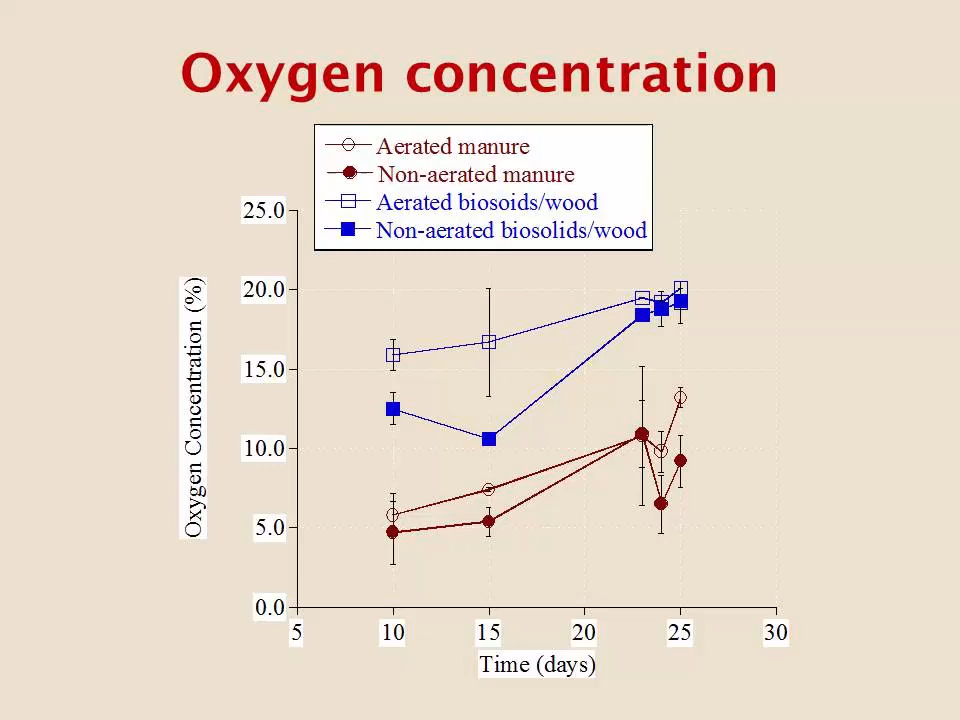 Oxygen concentration
Aerated manure
Non-aerated manure
Aerated biosoids/wood
Non-aerated biosolids/wood
25.0
20.0
15.0
10.0
5.0
0.0
Oxygen Concentration (%)
5 10 15 20 25 30
Time (days)